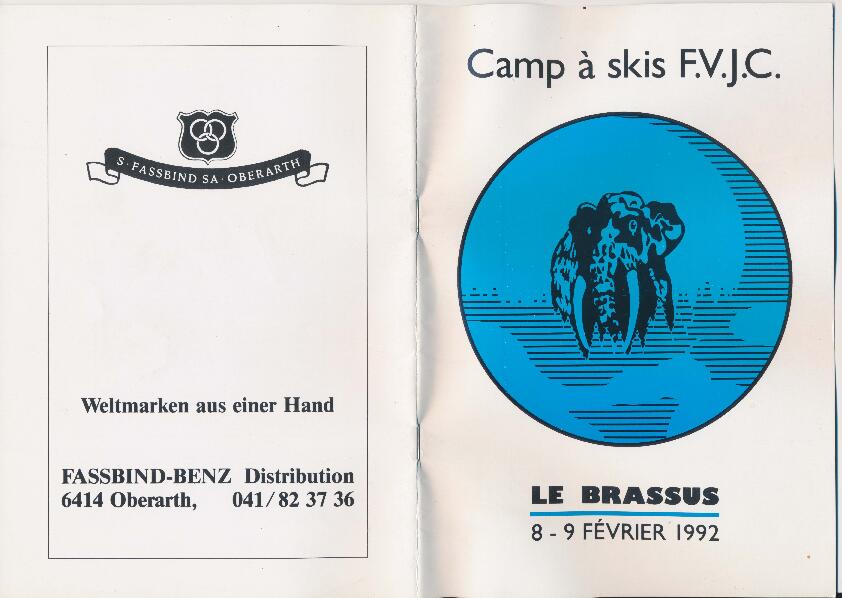 S · FASSBIND SA · OBERARTH
Weltmarken aus einer Hand
FASSBIND-BENZ Distribution
6414 Oberarth, 041/82 37 36
Camp à skis F.V.J.C.
LE BRASSUS
8 - 9 FÉVRIER 1992